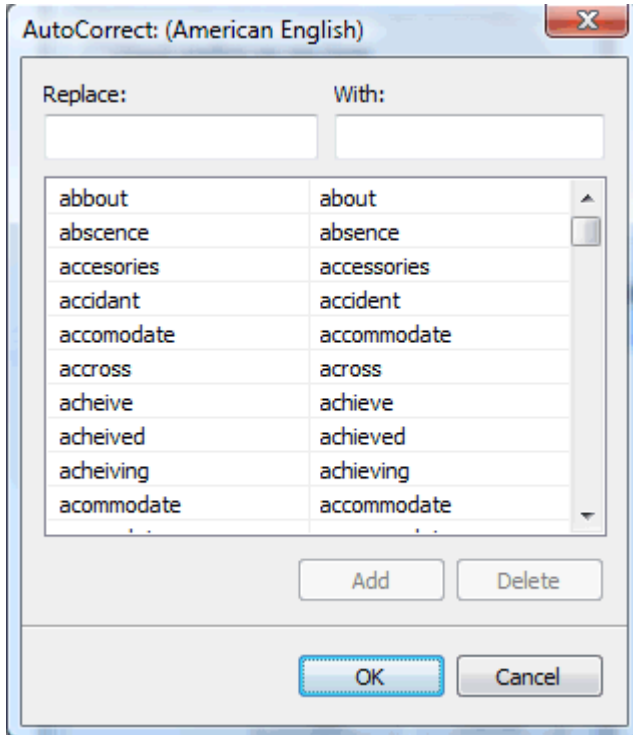 AutoCorrect: (American English)
Replace: With:
abbout about
abscence absence
accesories accessories
accidant accident
accomodate accommodate
accross across
acheive achieve
acheived achieved
acheiving achieving
acommodate accommodate
Add Delete
OK Cancel